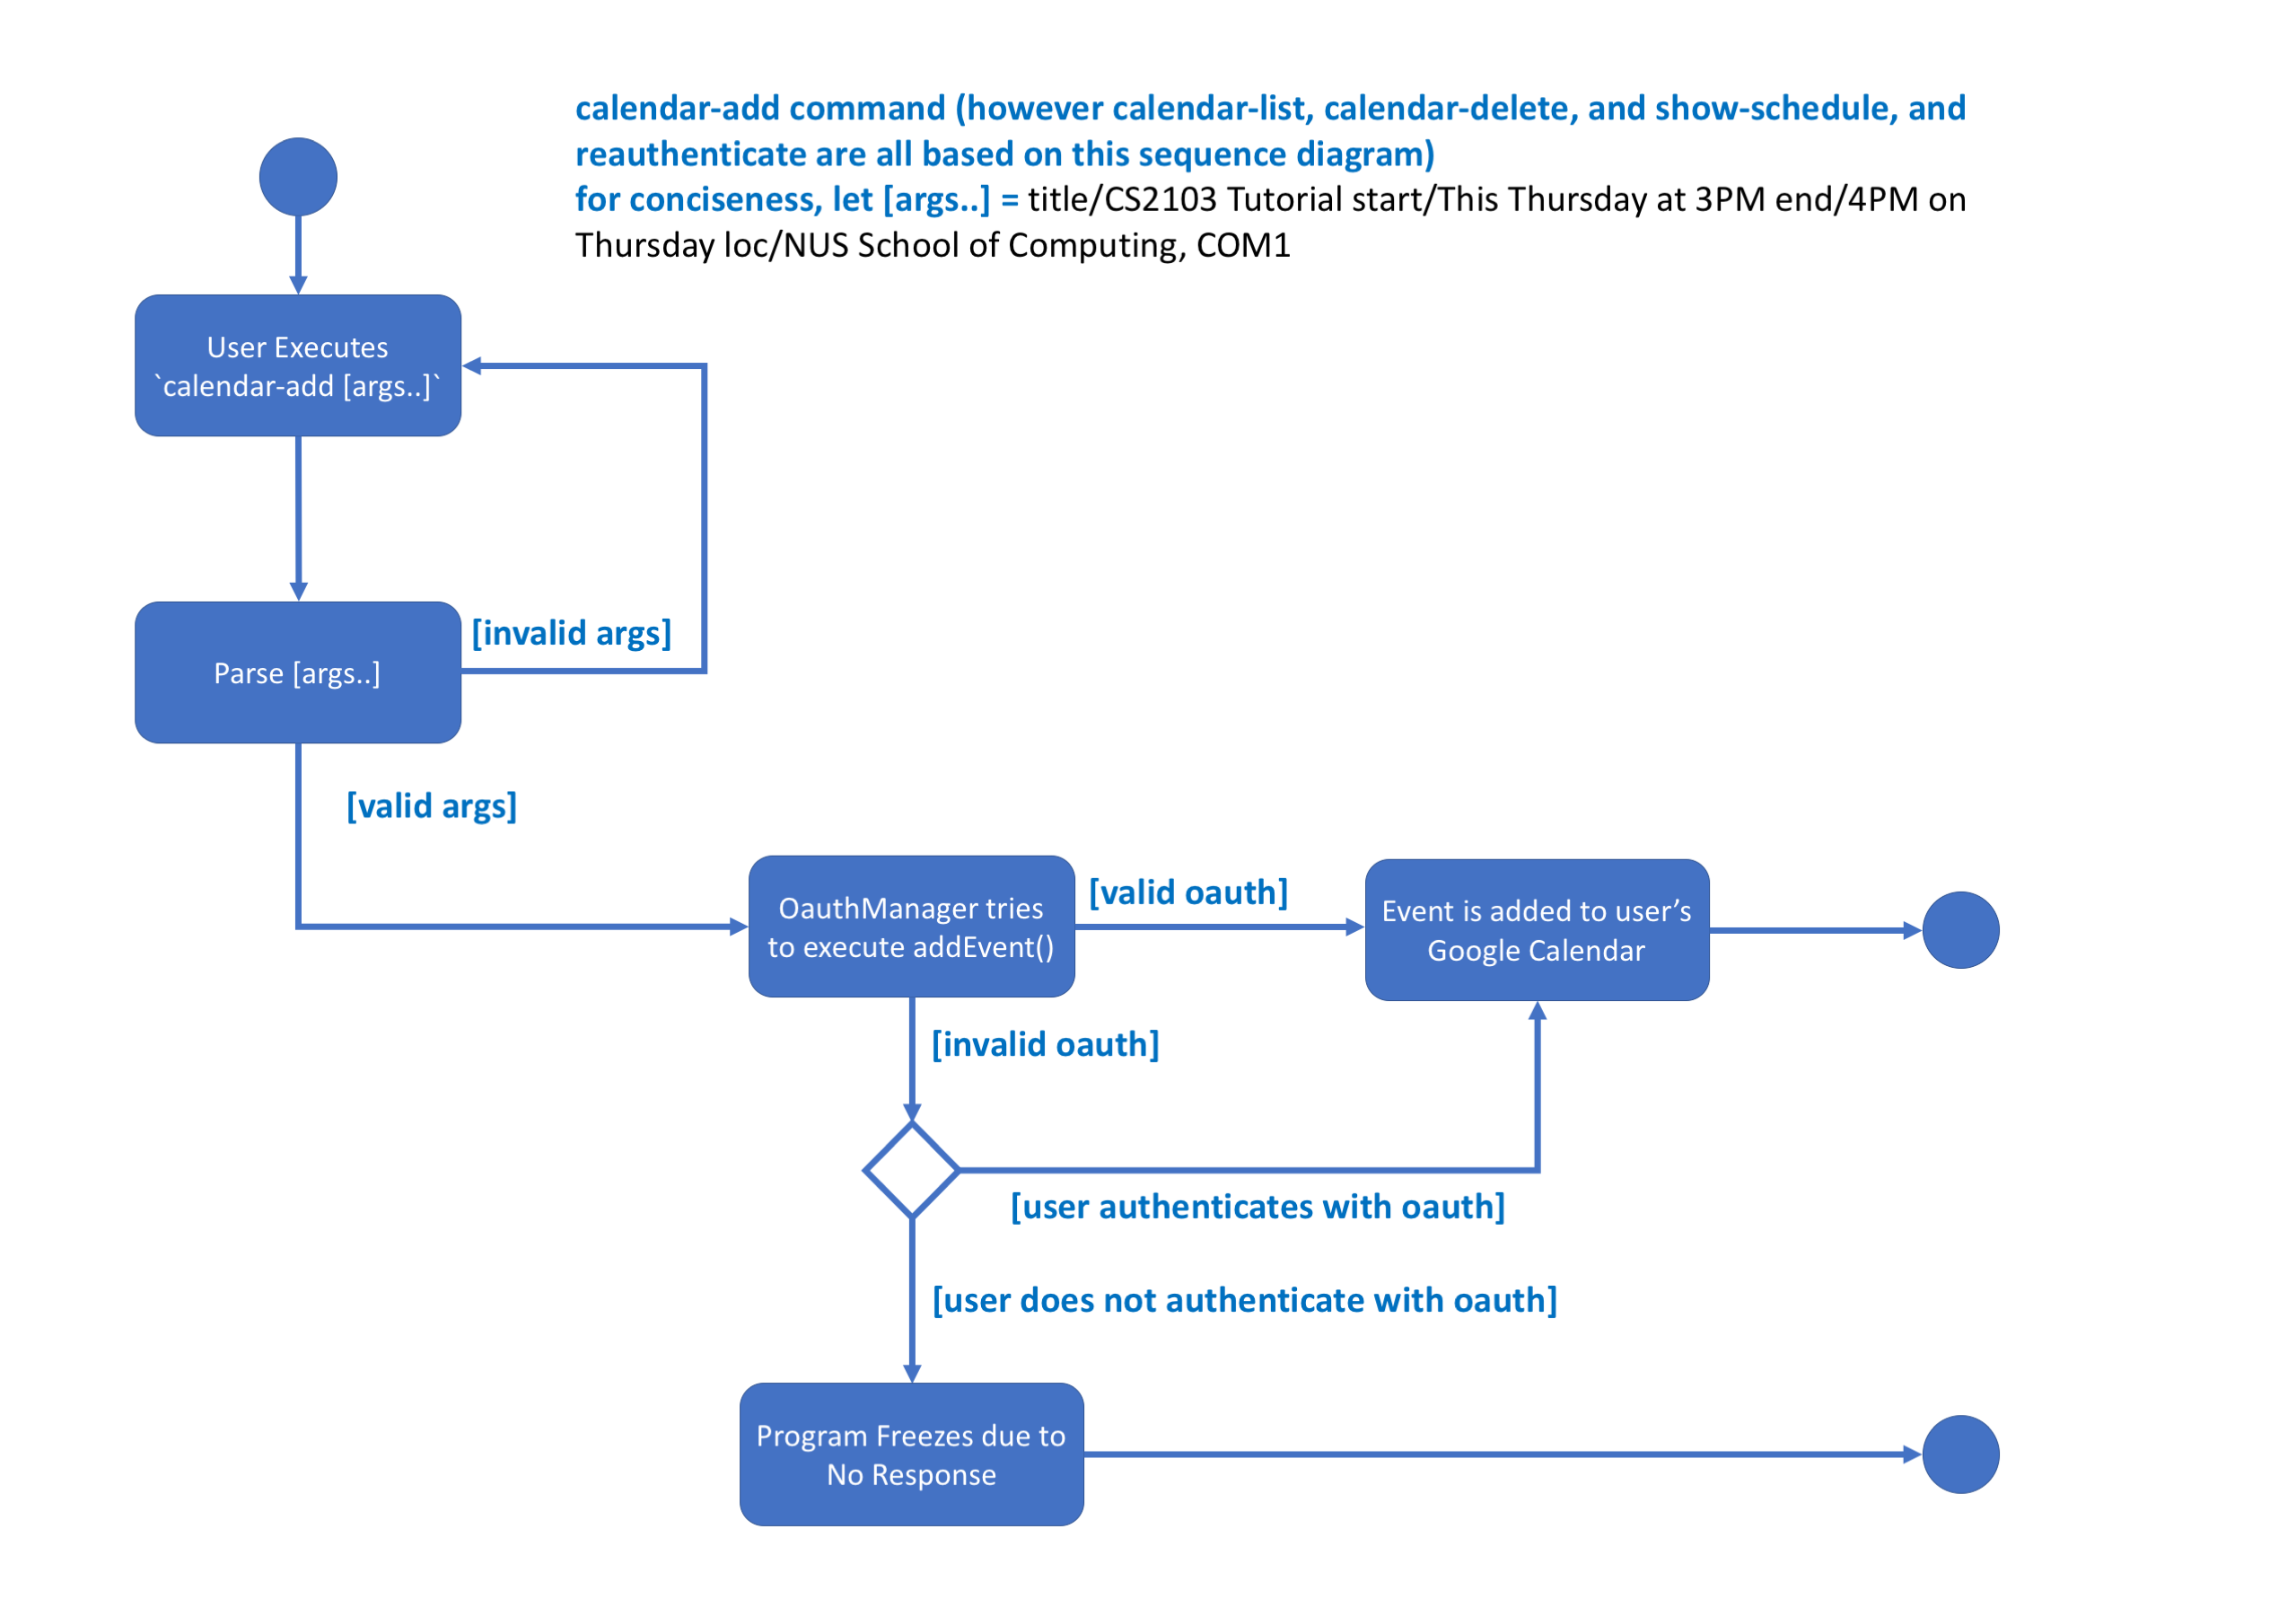 calendar-add command (however calendar-list, calendar-delete, and show-schedule, and
reauthenticate are all based on this sequence diagram)
for conciseness, let [args..] = title/CS2103 Tutorial start/This Thursday at 3PM end/4PM on
Thursday loc/NUS School of Computing, COM1
User Executes
`calendar-add [args..]`
[invalid args]
Parse [args..]
[valid args]
OauthManager tries
to execute addEvent()
[valid oauth]
Event is added to user’s
Google Calendar
[invalid oauth]
[user authenticates with oauth]
[user does not authenticate with oauth]
Program Freezes due to
No Response